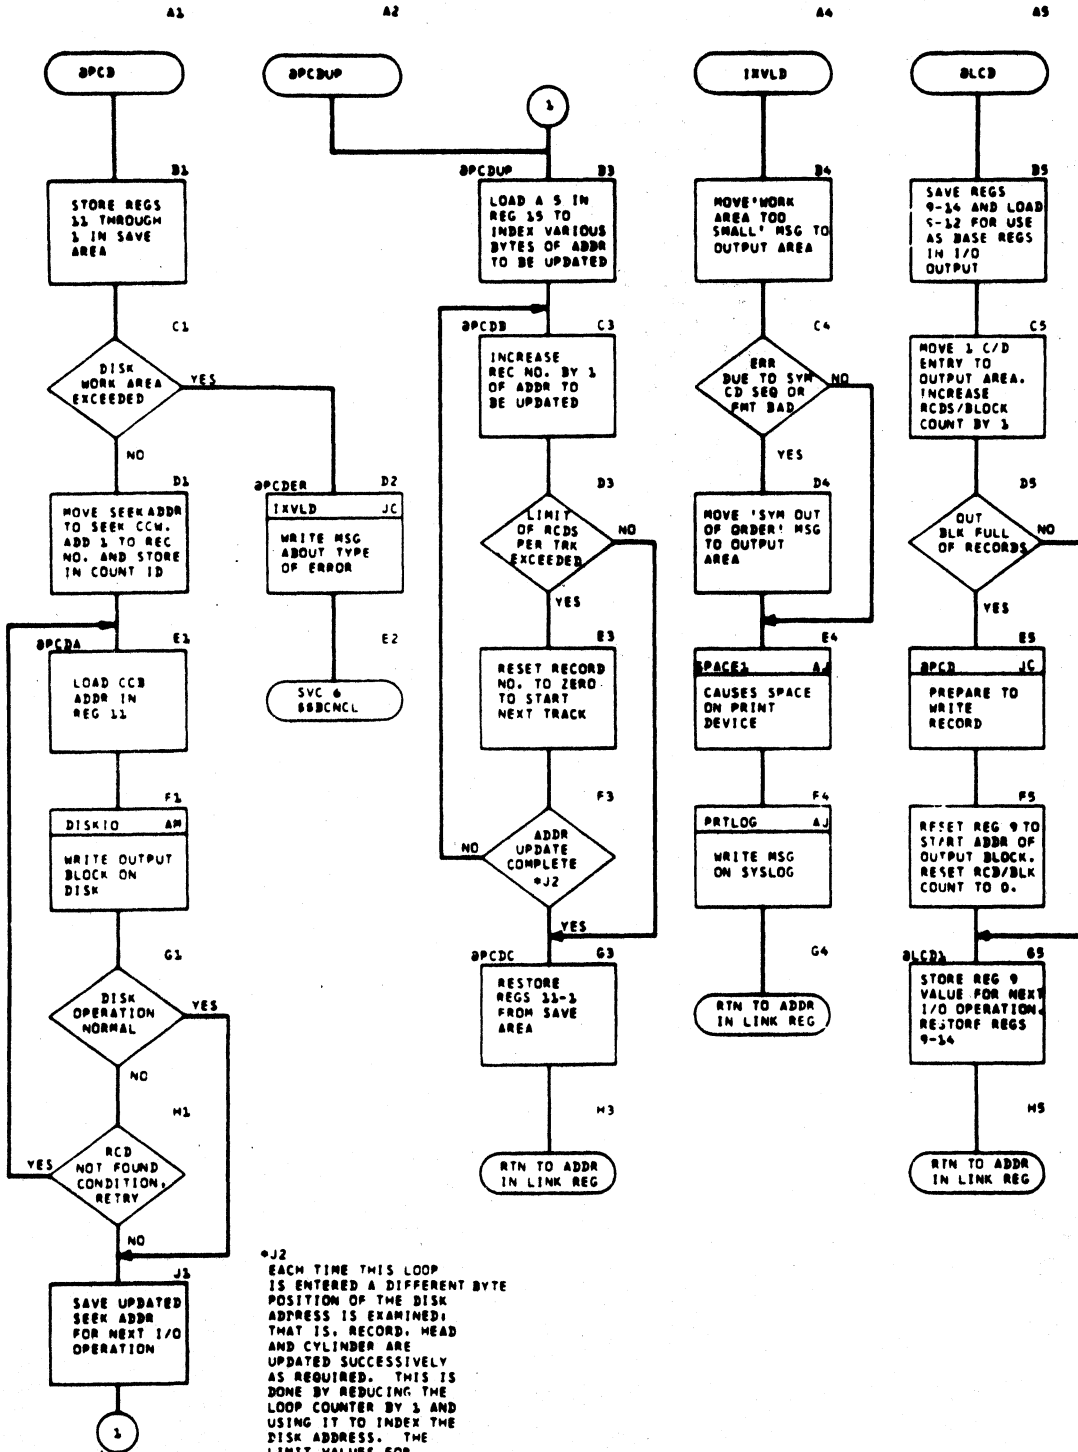 A1
A2
A4
A5
@PCD
@PCDUP
IXVLD
@LCD
B1
STORE REGS
11 THROUGH
1 IN SAVE
AREA
C1
DISK
WORK AREA
EXCEEDED
YES
NO
D1
MOVE SEEK ADDR
TO SEEK CCW.
ADD 1 TO REC
NO. AND STORE
IN COUNT ID
@PCDA
E1
LOAD CCB
ADDR IN
REG 11
F1
DISKIO AM
WRITE OUTPUT
BLOCK ON
DISK
G1
DISK
OPERATION
NORMAL
YES
NO
H1
RCD
NOT FOUND
CONDITION,
RETRY
YES
NO
J1
SAVE UPDATED
SEEK ADDR
FOR NEXT I/O
OPERATION
1
@PCDER
D2
IXVLD JC
WRITE MSG
ABOUT TYPE
OF ERROR
E2
SVC 6
$$BCNCL
*J2
EACH TIME THIS LOOP
IS ENTERED A DIFFERENT BYTE
POSITION OF THE DISK
ADDRESS IS EXAMINED;
THAT IS, RECORD, HEAD
AND CYLINDER ARE
UPDATED SUCCESSIVELY
AS REQUIRED. THIS IS
DONE BY REDUCING THE
LOOP COUNTER BY 1 AND
USING IT TO INDEX THE
DISK ADDRESS. THE
LIMIT VALUES FOR
1
@PCDUP
B3
LOAD A 5 IN
REG 15 TO
INDEX VARIOUS
BYTES OF ADDR
TO BE UPDATED
@PCDB
C3
INCREASE
REC NO. BY 1
OF ADDR TO
BE UPDATED
D3
LIMIT
OF RCDS
PER TRK
EXCEEDED
NO
YES
E3
RESET RECORD
NO. TO ZERO
TO START
NEXT TRACK
F3
ADDR
UPDATE
COMPLETE
*J2
NO
YES
@PCDC
G3
RESTORE
REGS 11-1
FROM SAVE
AREA
H3
RTN TO ADDR
IN LINK REG
B4
MOVE 'WORK
AREA TOO
SMALL' MSG TO
OUTPUT AREA
C4
ERR
DUE TO SYM
CD SEQ OR
FMT BAD
NO
YES
D4
MOVE 'SYM OUT
OF ORDER' MSG
TO OUTPUT
AREA
E4
SPACE1 AJ
CAUSES SPACE
ON PRINT
DEVICE
F4
PRTLOG AJ
WRITE MSG
ON SYSLOG
G4
RTN TO ADDR
IN LINK REG
B5
SAVE REGS
9-14 AND LOAD
9-12 FOR USE
AS BASE REGS
IN I/O
OUTPUT
C5
MOVE 1 C/D
ENTRY TO
OUTPUT AREA.
INCREASE
RCDS/BLOCK
COUNT BY 1
D5
OUT
BLK FULL
OF RECORDS
NO
YES
E5
@PCD JC
PREPARE TO
WRITE
RECORD
F5
RESET REG 9 TO
START ADDR OF
OUTPUT BLOCK.
RESET RCD/BLK
COUNT TO 0.
@LCD1
G5
STORE REG 9
VALUE FOR NEXT
I/O OPERATION.
RESTORE REGS
9-14
H5
RTN TO ADDR
IN LINK REG